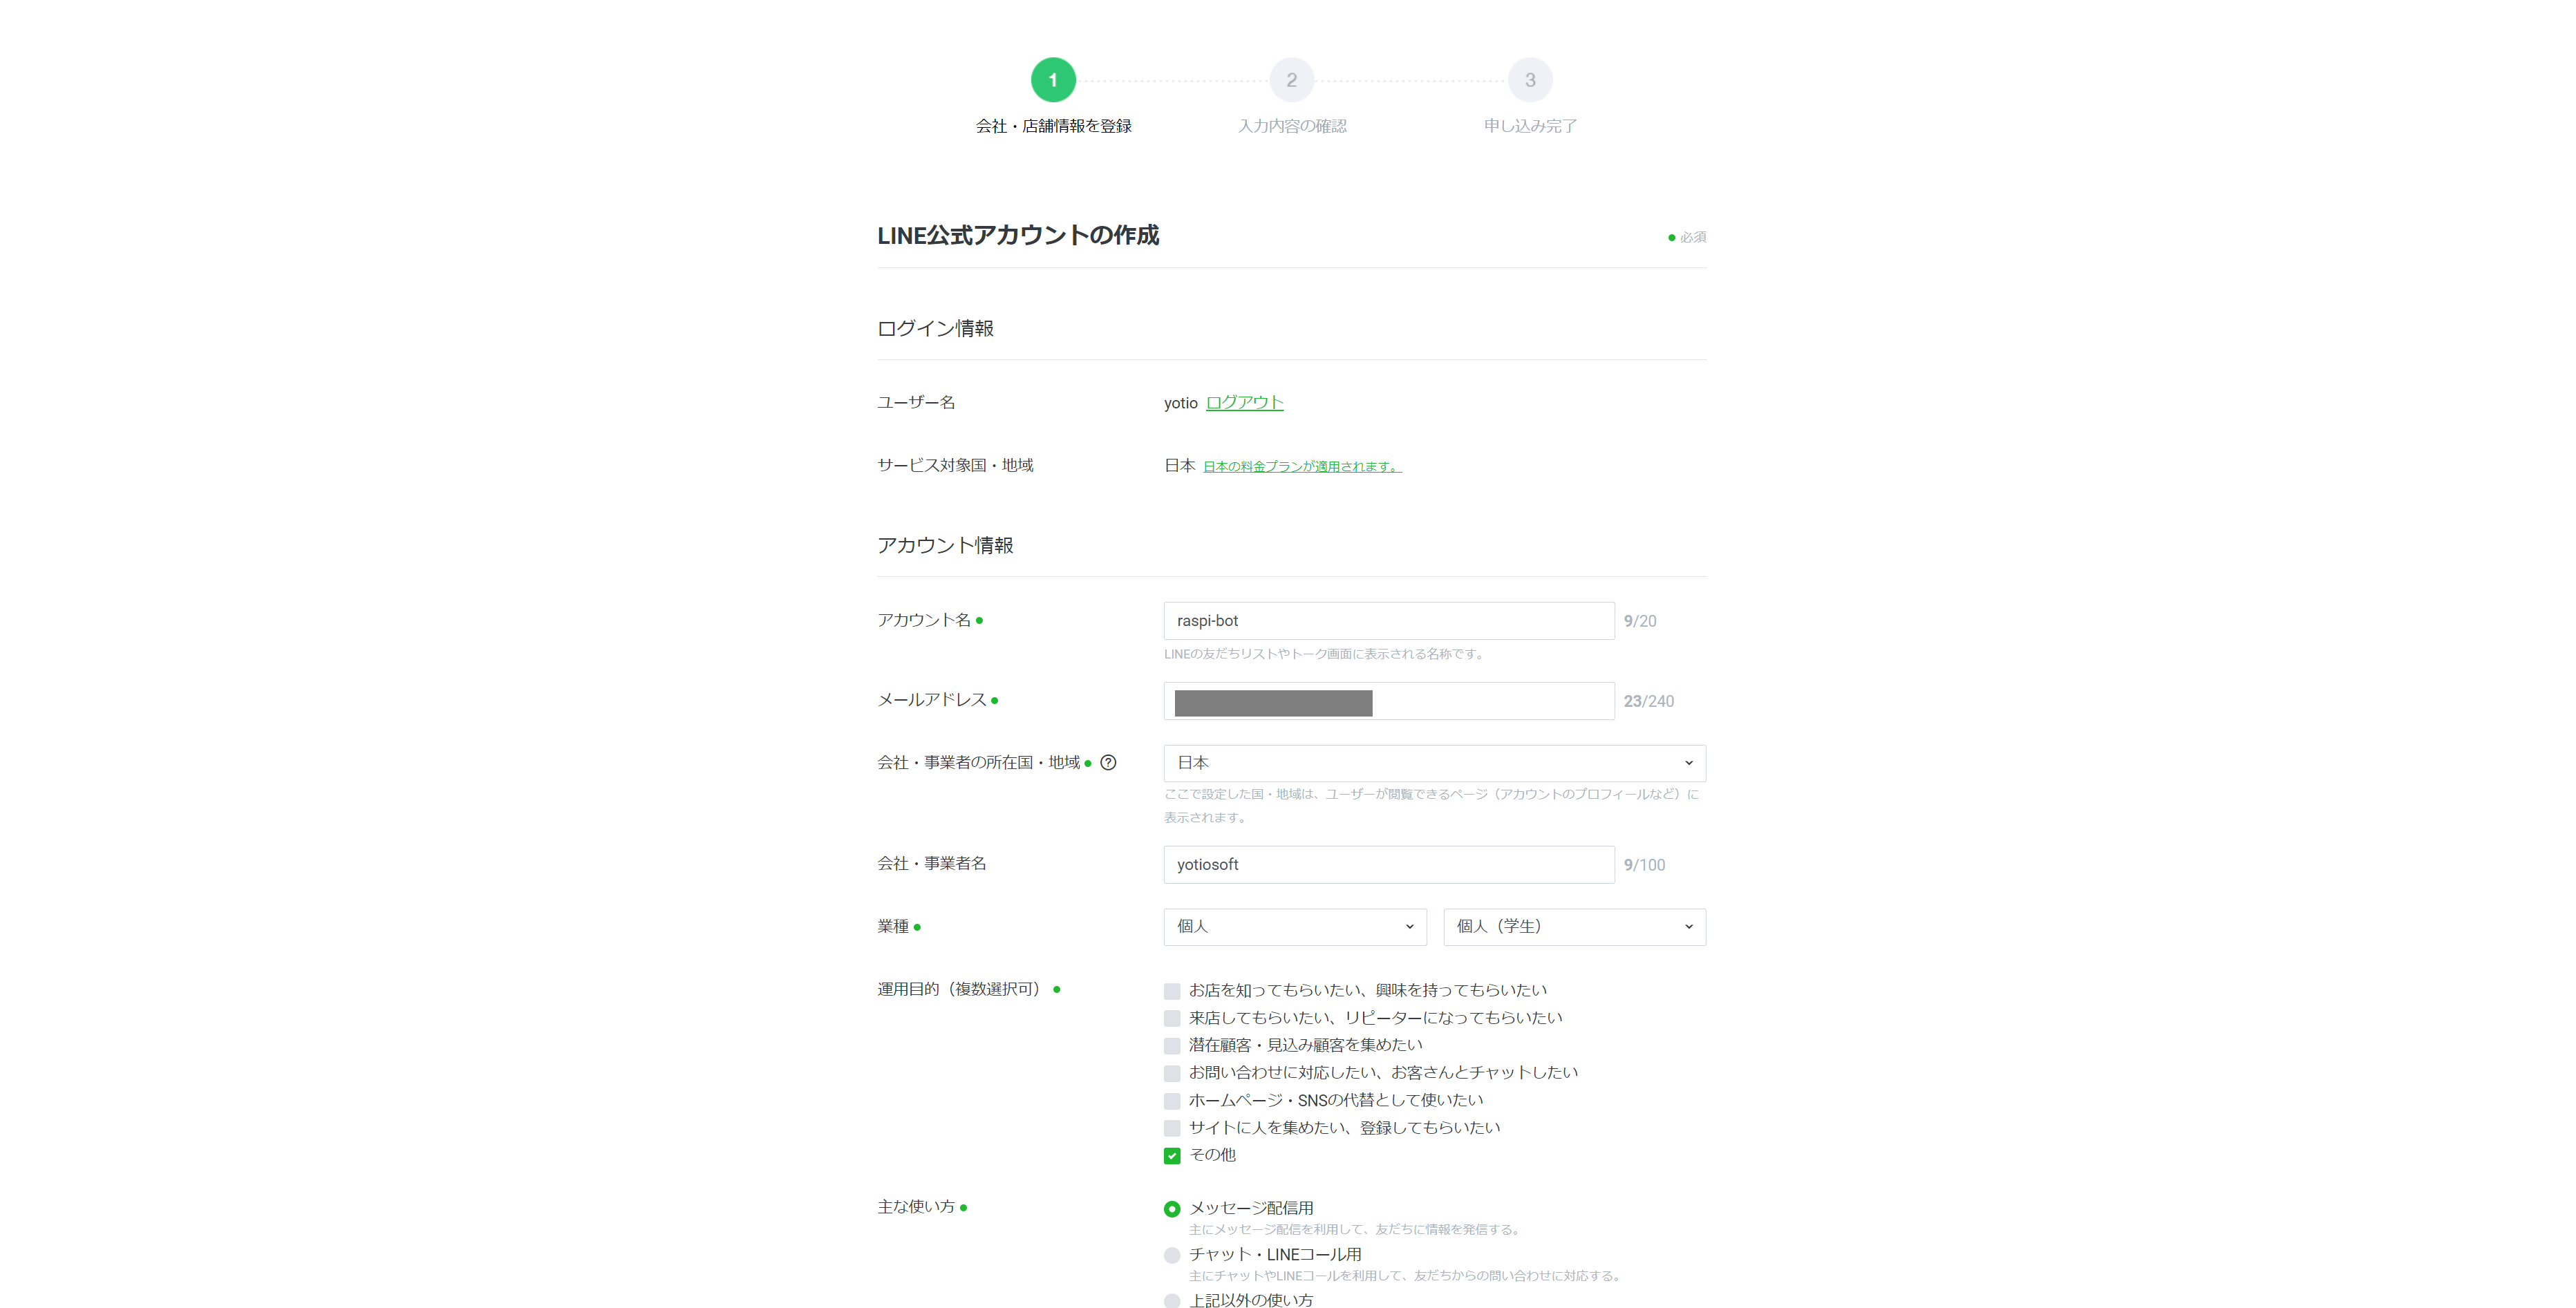 1
2
3
会社・店舗情報を登録
入力内容の確認
申し込み完了
LINE公式アカウントの作成
必須
ログイン情報
ユーザー名
yotio ログアウト
サービス対象国・地域
日本 日本の料金プランが適用されます。
アカウント情報
アカウント名
raspi-bot
9/20
LINEの友だちリストやトーク画面に表示される名称です。
メールアドレス
23/240
会社・事業者の所在国・地域 ?
日本
ここで設定した国・地域は、ユーザーが閲覧できるページ（アカウントのプロフィールなど）に
表示されます。
会社・事業者名
yotiosoft
9/100
業種
個人
個人（学生）
運用目的（複数選択可）
お店を知ってもらいたい、興味を持ってもらいたい
来店してもらいたい、リピーターになってもらいたい
潜在顧客・見込み顧客を集めたい
お問い合わせに対応したい、お客さんとチャットしたい
ホームページ・SNSの代替として使いたい
サイトに人を集めたい、登録してもらいたい
その他
主な使い方
メッセージ配信用
主にメッセージ配信を利用して、友だちに情報を発信する。
チャット・LINEコール用
主にチャットやLINEコールを利用して、友だちからの問い合わせに対応する。
上記以外の使い方